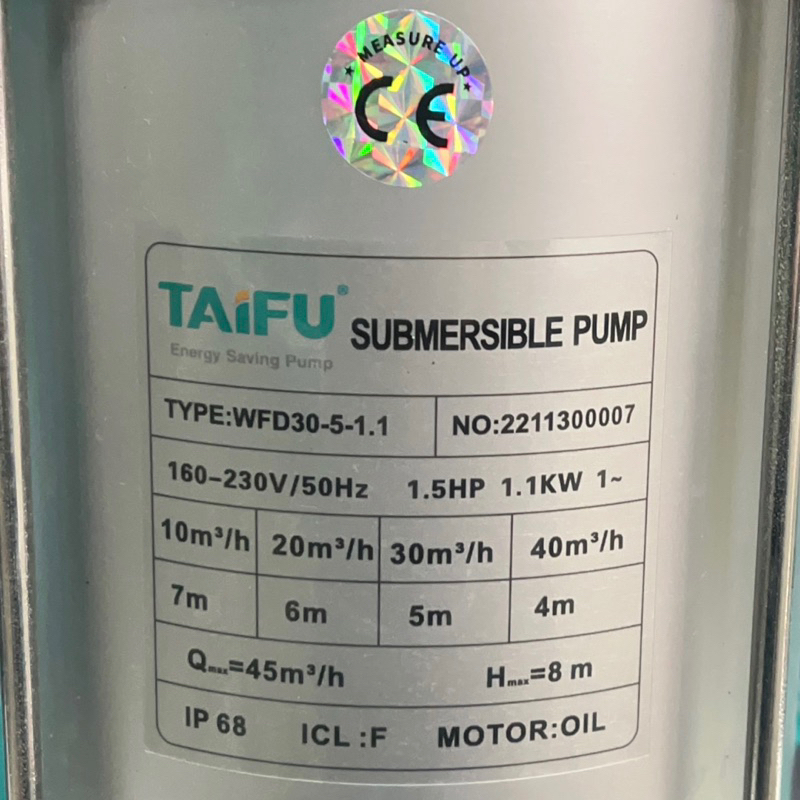 ★ MEASURE UP ★
CE
TAIFU®
Energy Saving Pump
SUBMERSIBLE PUMP
TYPE:WFD30-5-1.1 NO:2211300007
160-230V/50Hz 1.5HP 1.1KW 1~
10m³/h 20m³/h 30m³/h 40m³/h
7m 6m 5m 4m
Qmax=45m³/h Hmax=8 m
IP 68 ICL :F MOTOR:OIL